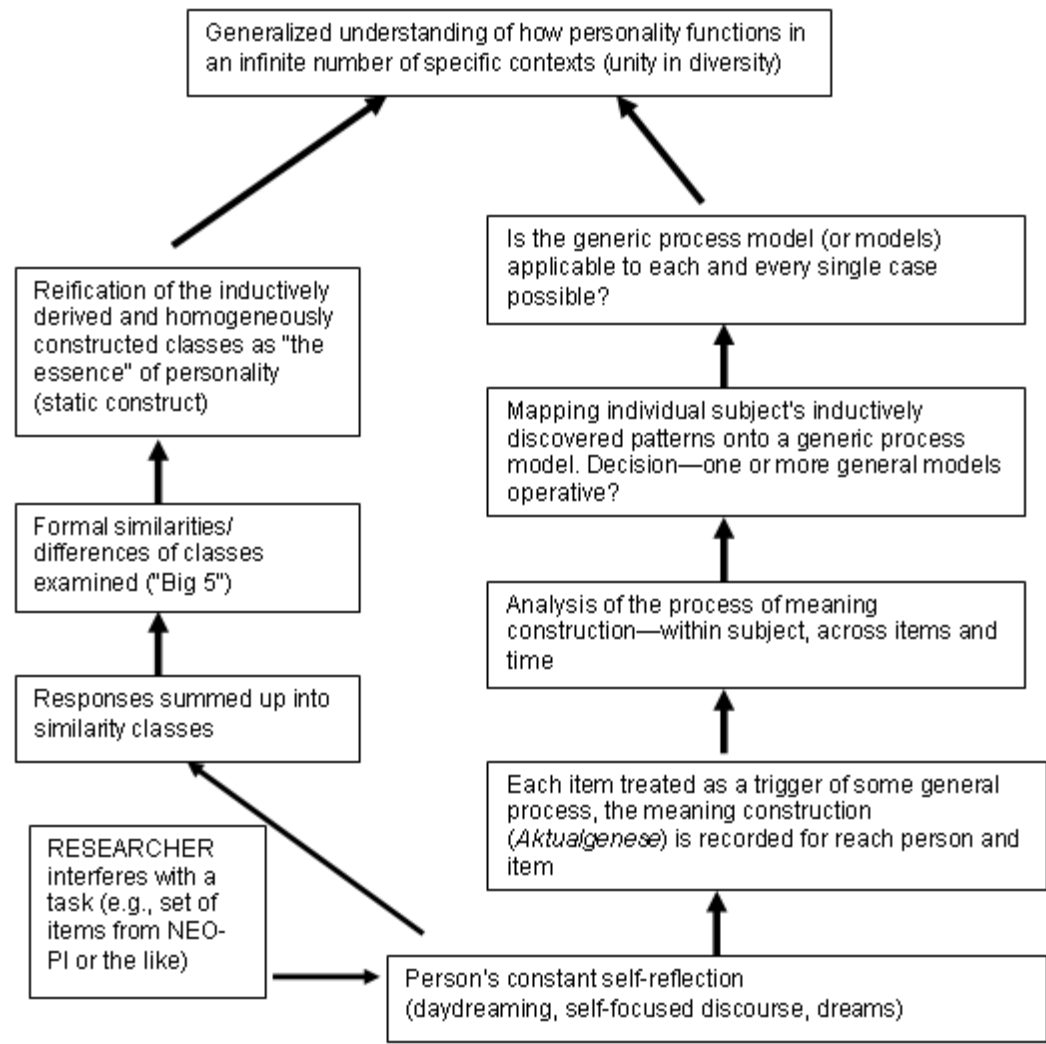 Generalized understanding of how personality functions in
an infinite number of specific contexts (unity in diversity)
Is the generic process model (or models)
applicable to each and every single case
possible?
Reification of the inductively
derived and homogeneously
constructed classes as "the
essence" of personality
(static construct)
Mapping individual subject's inductively
discovered patterns onto a generic process
model. Decision—one or more general models
operative?
Formal similarities/
differences of classes
examined ("Big 5")
Analysis of the process of meaning
construction—within subject, across items and
time
Responses summed up into
similarity classes
Each item treated as a trigger of some general
process, the meaning construction
(Aktualgenese) is recorded for reach person and
item
RESEARCHER
interferes with a
task (e.g., set of
items from NEO-
PI or the like)
Person's constant self-reflection
(daydreaming, self-focused discourse, dreams)